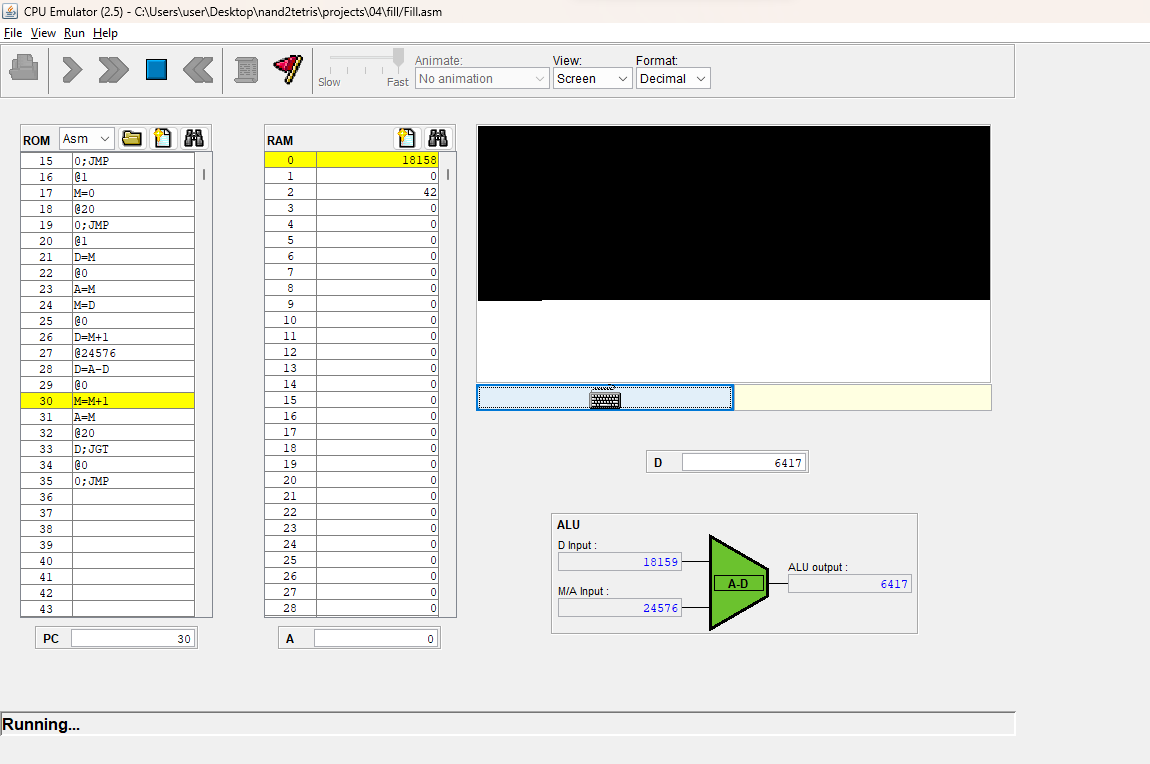 CPU Emulator (2.5) - C:\Users\user\Desktop\nand2tetris\projects\04\fill/Fill.asm
File View Run Help
Slow Fast
Animate:
No animation
View:
Screen
Format:
Decimal
ROM Asm
15 0;JMP
16 @1
17 M=0
18 @20
19 0;JMP
20 @1
21 D=M
22 @0
23 A=M
24 M=D
25 @0
26 D=M+1
27 @24576
28 D=A-D
29 @0
30 M=M+1
31 A=M
32 @20
33 D;JGT
34 @0
35 0;JMP
36
37
38
39
40
41
42
43
PC 30
RAM
0 18158
1 0
2 42
3 0
4 0
5 0
6 0
7 0
8 0
9 0
10 0
11 0
12 0
13 0
14 0
15 0
16 0
17 0
18 0
19 0
20 0
21 0
22 0
23 0
24 0
25 0
26 0
27 0
28 0
A 0
D 6417
ALU
D Input :
18159
M/A Input :
24576
A-D
ALU output :
6417
Running...